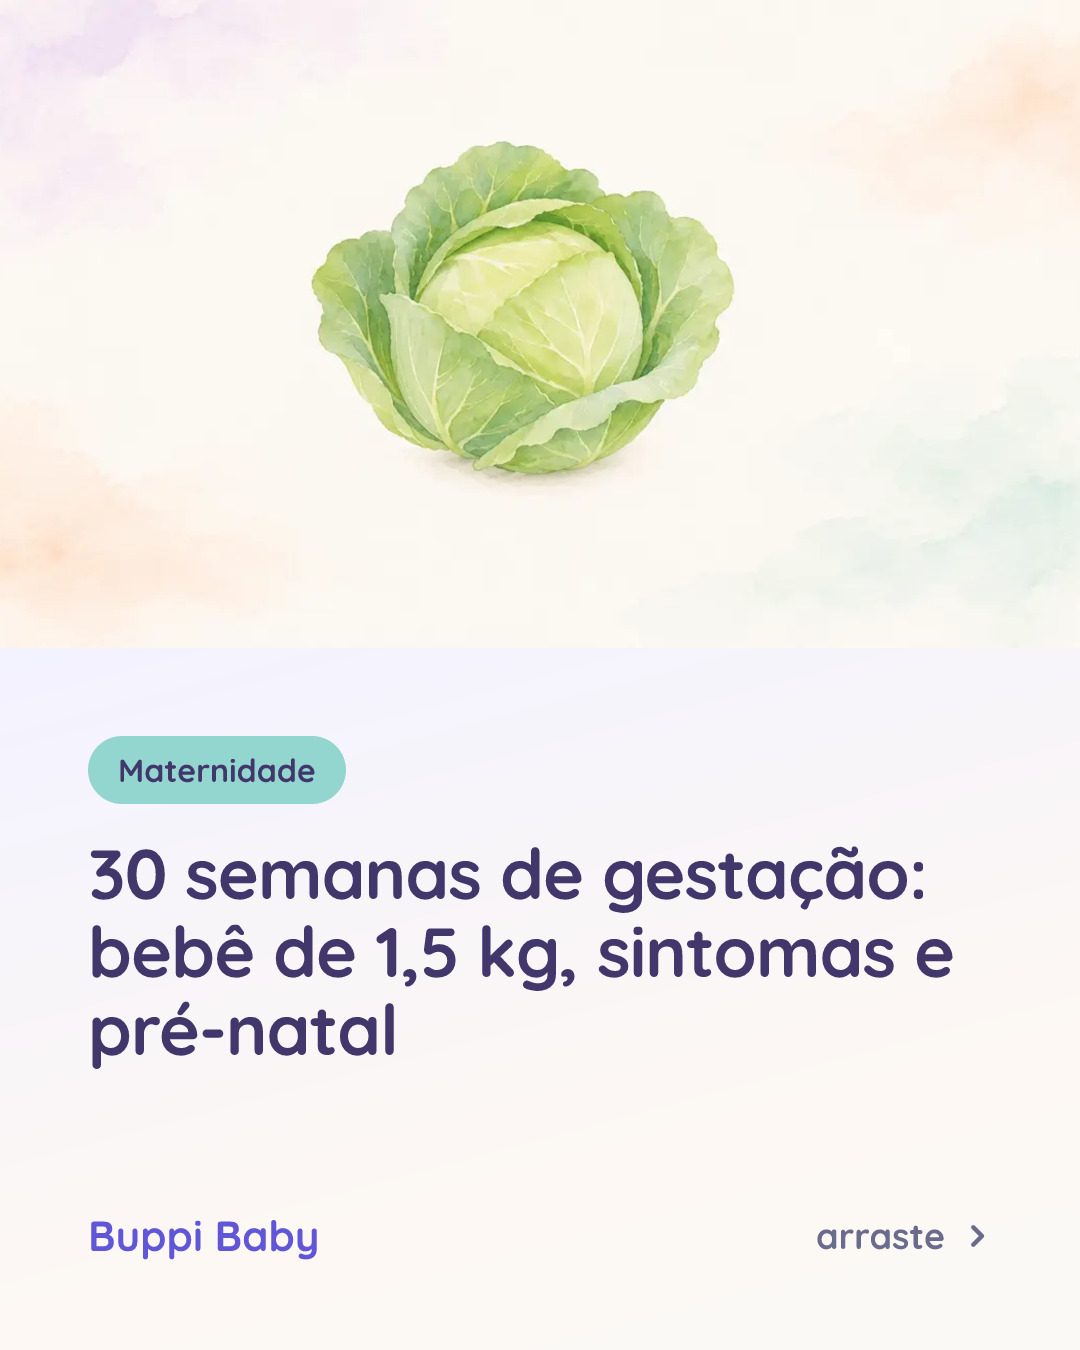 Maternidade
30 semanas de gestação:
bebê de 1,5 kg, sintomas e
pré-natal
Buppi Baby
arraste